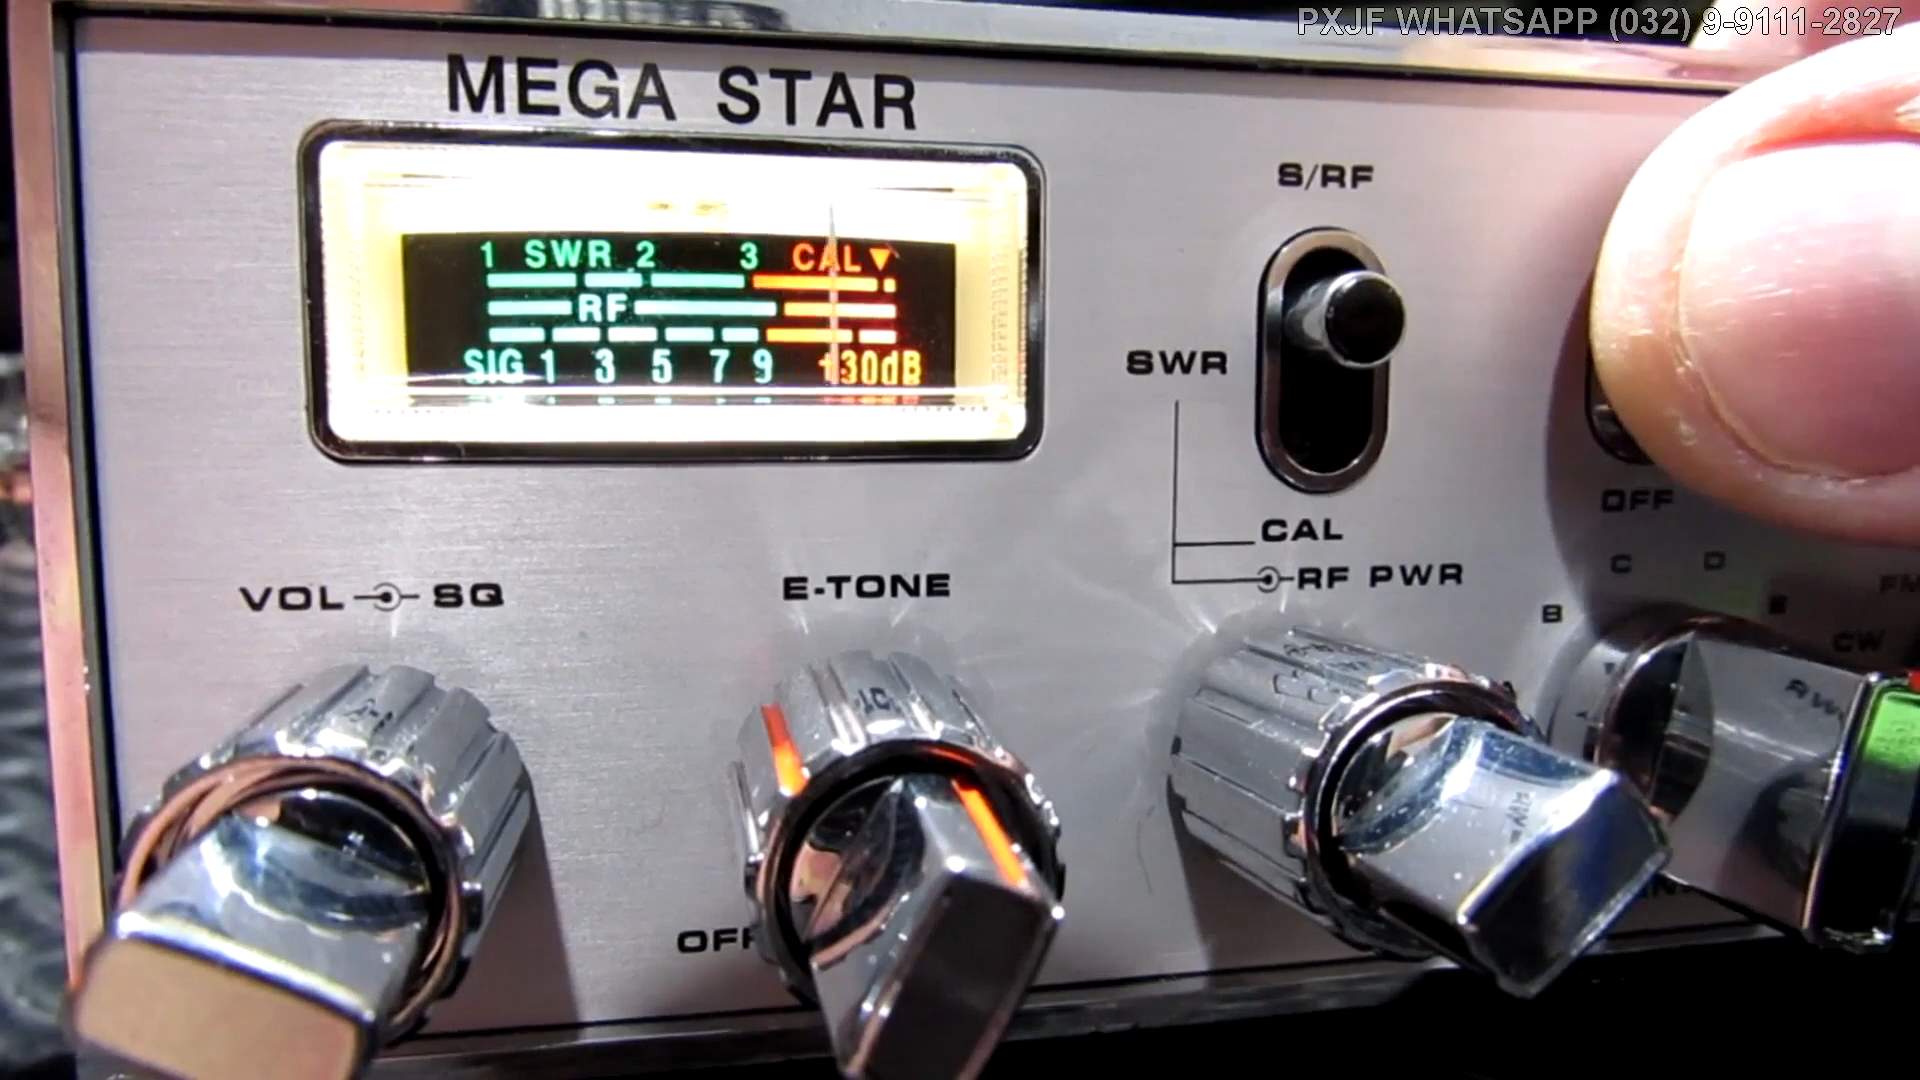 PXJF WHATSAPP (032) 9-9111-2827
MEGA STAR
S/RF
1 SWR 2 3 CAL
RF
SIG 1 3 5 7 9 +30dB
SWR
OFF
CAL
RF PWR
C D
FM
B
E
CW
VOL SQ
E-TONE
OFF